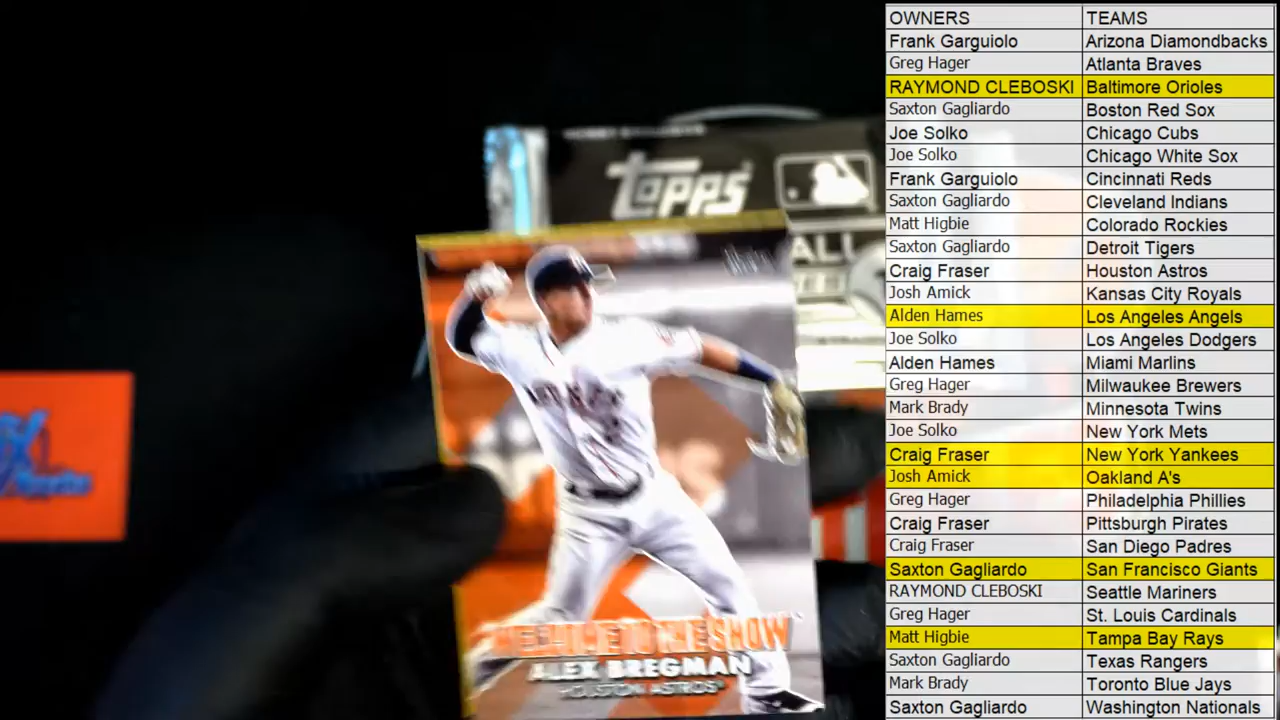 OWNERS TEAMS
Frank Garguiolo Arizona Diamondbacks
Greg Hager Atlanta Braves
RAYMOND CLEBOSKI Baltimore Orioles
Saxton Gagliardo Boston Red Sox
Joe Solko Chicago Cubs
Joe Solko Chicago White Sox
Frank Garguiolo Cincinnati Reds
Saxton Gagliardo Cleveland Indians
Matt Higbie Colorado Rockies
Saxton Gagliardo Detroit Tigers
Craig Fraser Houston Astros
Josh Amick Kansas City Royals
Alden Hames Los Angeles Angels
Joe Solko Los Angeles Dodgers
Alden Hames Miami Marlins
Greg Hager Milwaukee Brewers
Mark Brady Minnesota Twins
Joe Solko New York Mets
Craig Fraser New York Yankees
Josh Amick Oakland A's
Greg Hager Philadelphia Phillies
Craig Fraser Pittsburgh Pirates
Craig Fraser San Diego Padres
Saxton Gagliardo San Francisco Giants
RAYMOND CLEBOSKI Seattle Mariners
Greg Hager St. Louis Cardinals
Matt Higbie Tampa Bay Rays
Saxton Gagliardo Texas Rangers
Mark Brady Toronto Blue Jays
Saxton Gagliardo Washington Nationals
TOPPS
WELCOME TO THE SHOW
ALEX BREGMAN
HOUSTON ASTROS